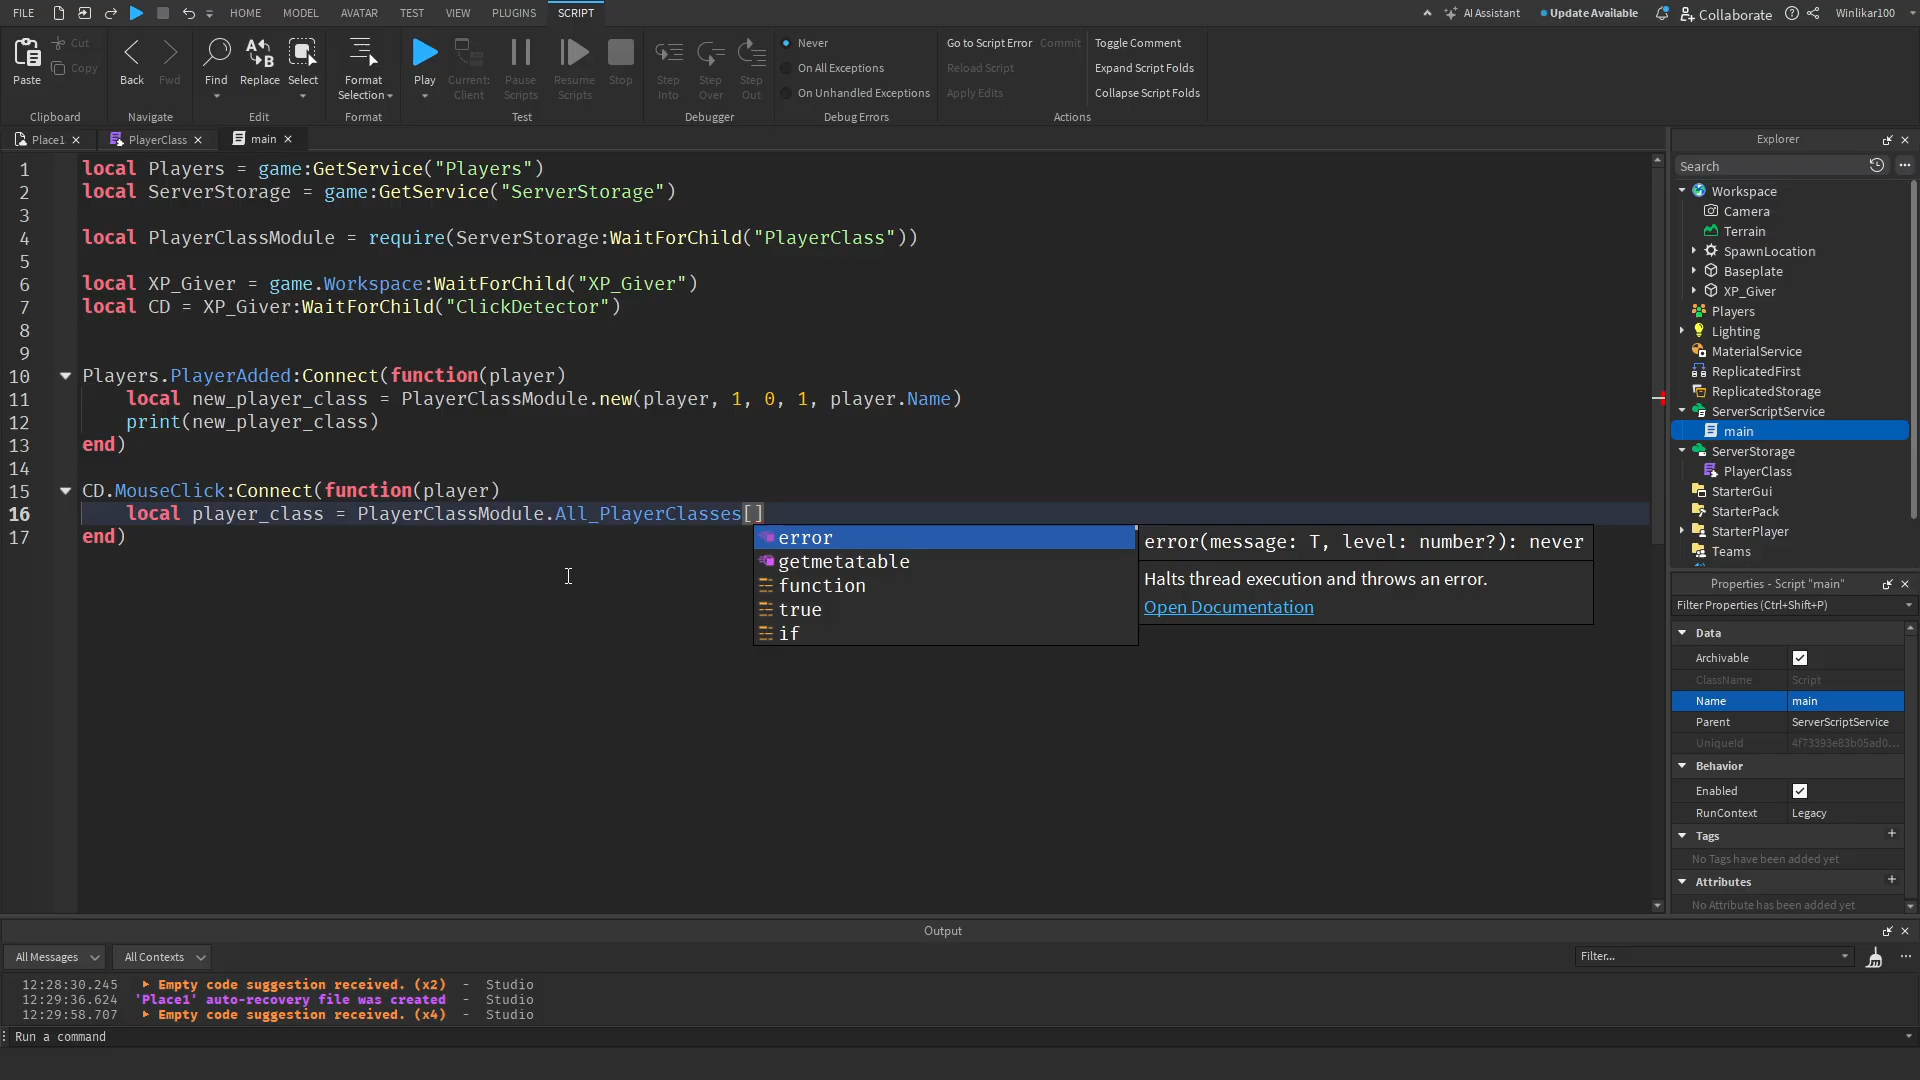 FILE HOME MODEL AVATAR TEST VIEW PLUGINS SCRIPT AI Assistant Update Available Collaborate Winlikar100
Paste Cut Copy Back Fwd Find Replace Select Format Selection Play Current: Client Pause Scripts Resume Scripts Stop Step Into Step Over Step Out
Never
On All Exceptions
On Unhandled Exceptions
Go to Script Error Commit
Reload Script
Apply Edits
Toggle Comment
Expand Script Folds
Collapse Script Folds
Clipboard Navigate Edit Format Test Debugger Debug Errors Actions
Place1 PlayerClass main
1 local Players = game:GetService("Players")
2 local ServerStorage = game:GetService("ServerStorage")
3
4 local PlayerClassModule = require(ServerStorage:WaitForChild("PlayerClass"))
5
6 local XP_Giver = game.Workspace:WaitForChild("XP_Giver")
7 local CD = XP_Giver:WaitForChild("ClickDetector")
8
9
10 Players.PlayerAdded:Connect(function(player)
11 local new_player_class = PlayerClassModule.new(player, 1, 0, 1, player.Name)
12 print(new_player_class)
13 end)
14
15 CD.MouseClick:Connect(function(player)
16 local player_class = PlayerClassModule.All_PlayerClasses[]
17 end)
error
getmetatable
function
true
if
error(message: T, level: number?): never
Halts thread execution and throws an error.
Open Documentation
Explorer
Search
Workspace
Camera
Terrain
SpawnLocation
Baseplate
XP_Giver
Players
Lighting
MaterialService
ReplicatedFirst
ReplicatedStorage
ServerScriptService
main
ServerStorage
PlayerClass
StarterGui
StarterPack
StarterPlayer
Teams
Properties - Script "main"
Filter Properties (Ctrl+Shift+P)
Data
Archivable
ClassName Script
Name main
Parent ServerScriptService
UniqueId 4f73393e83b05ad0...
Behavior
Enabled
RunContext Legacy
Tags +
No Tags have been added yet
Attributes +
No Attribute has been added yet
Output
All Messages All Contexts Filter...
12:28:30.245 Empty code suggestion received. (x2) - Studio
12:29:36.624 'Place1' auto-recovery file was created - Studio
12:29:58.707 Empty code suggestion received. (x4) - Studio
Run a command